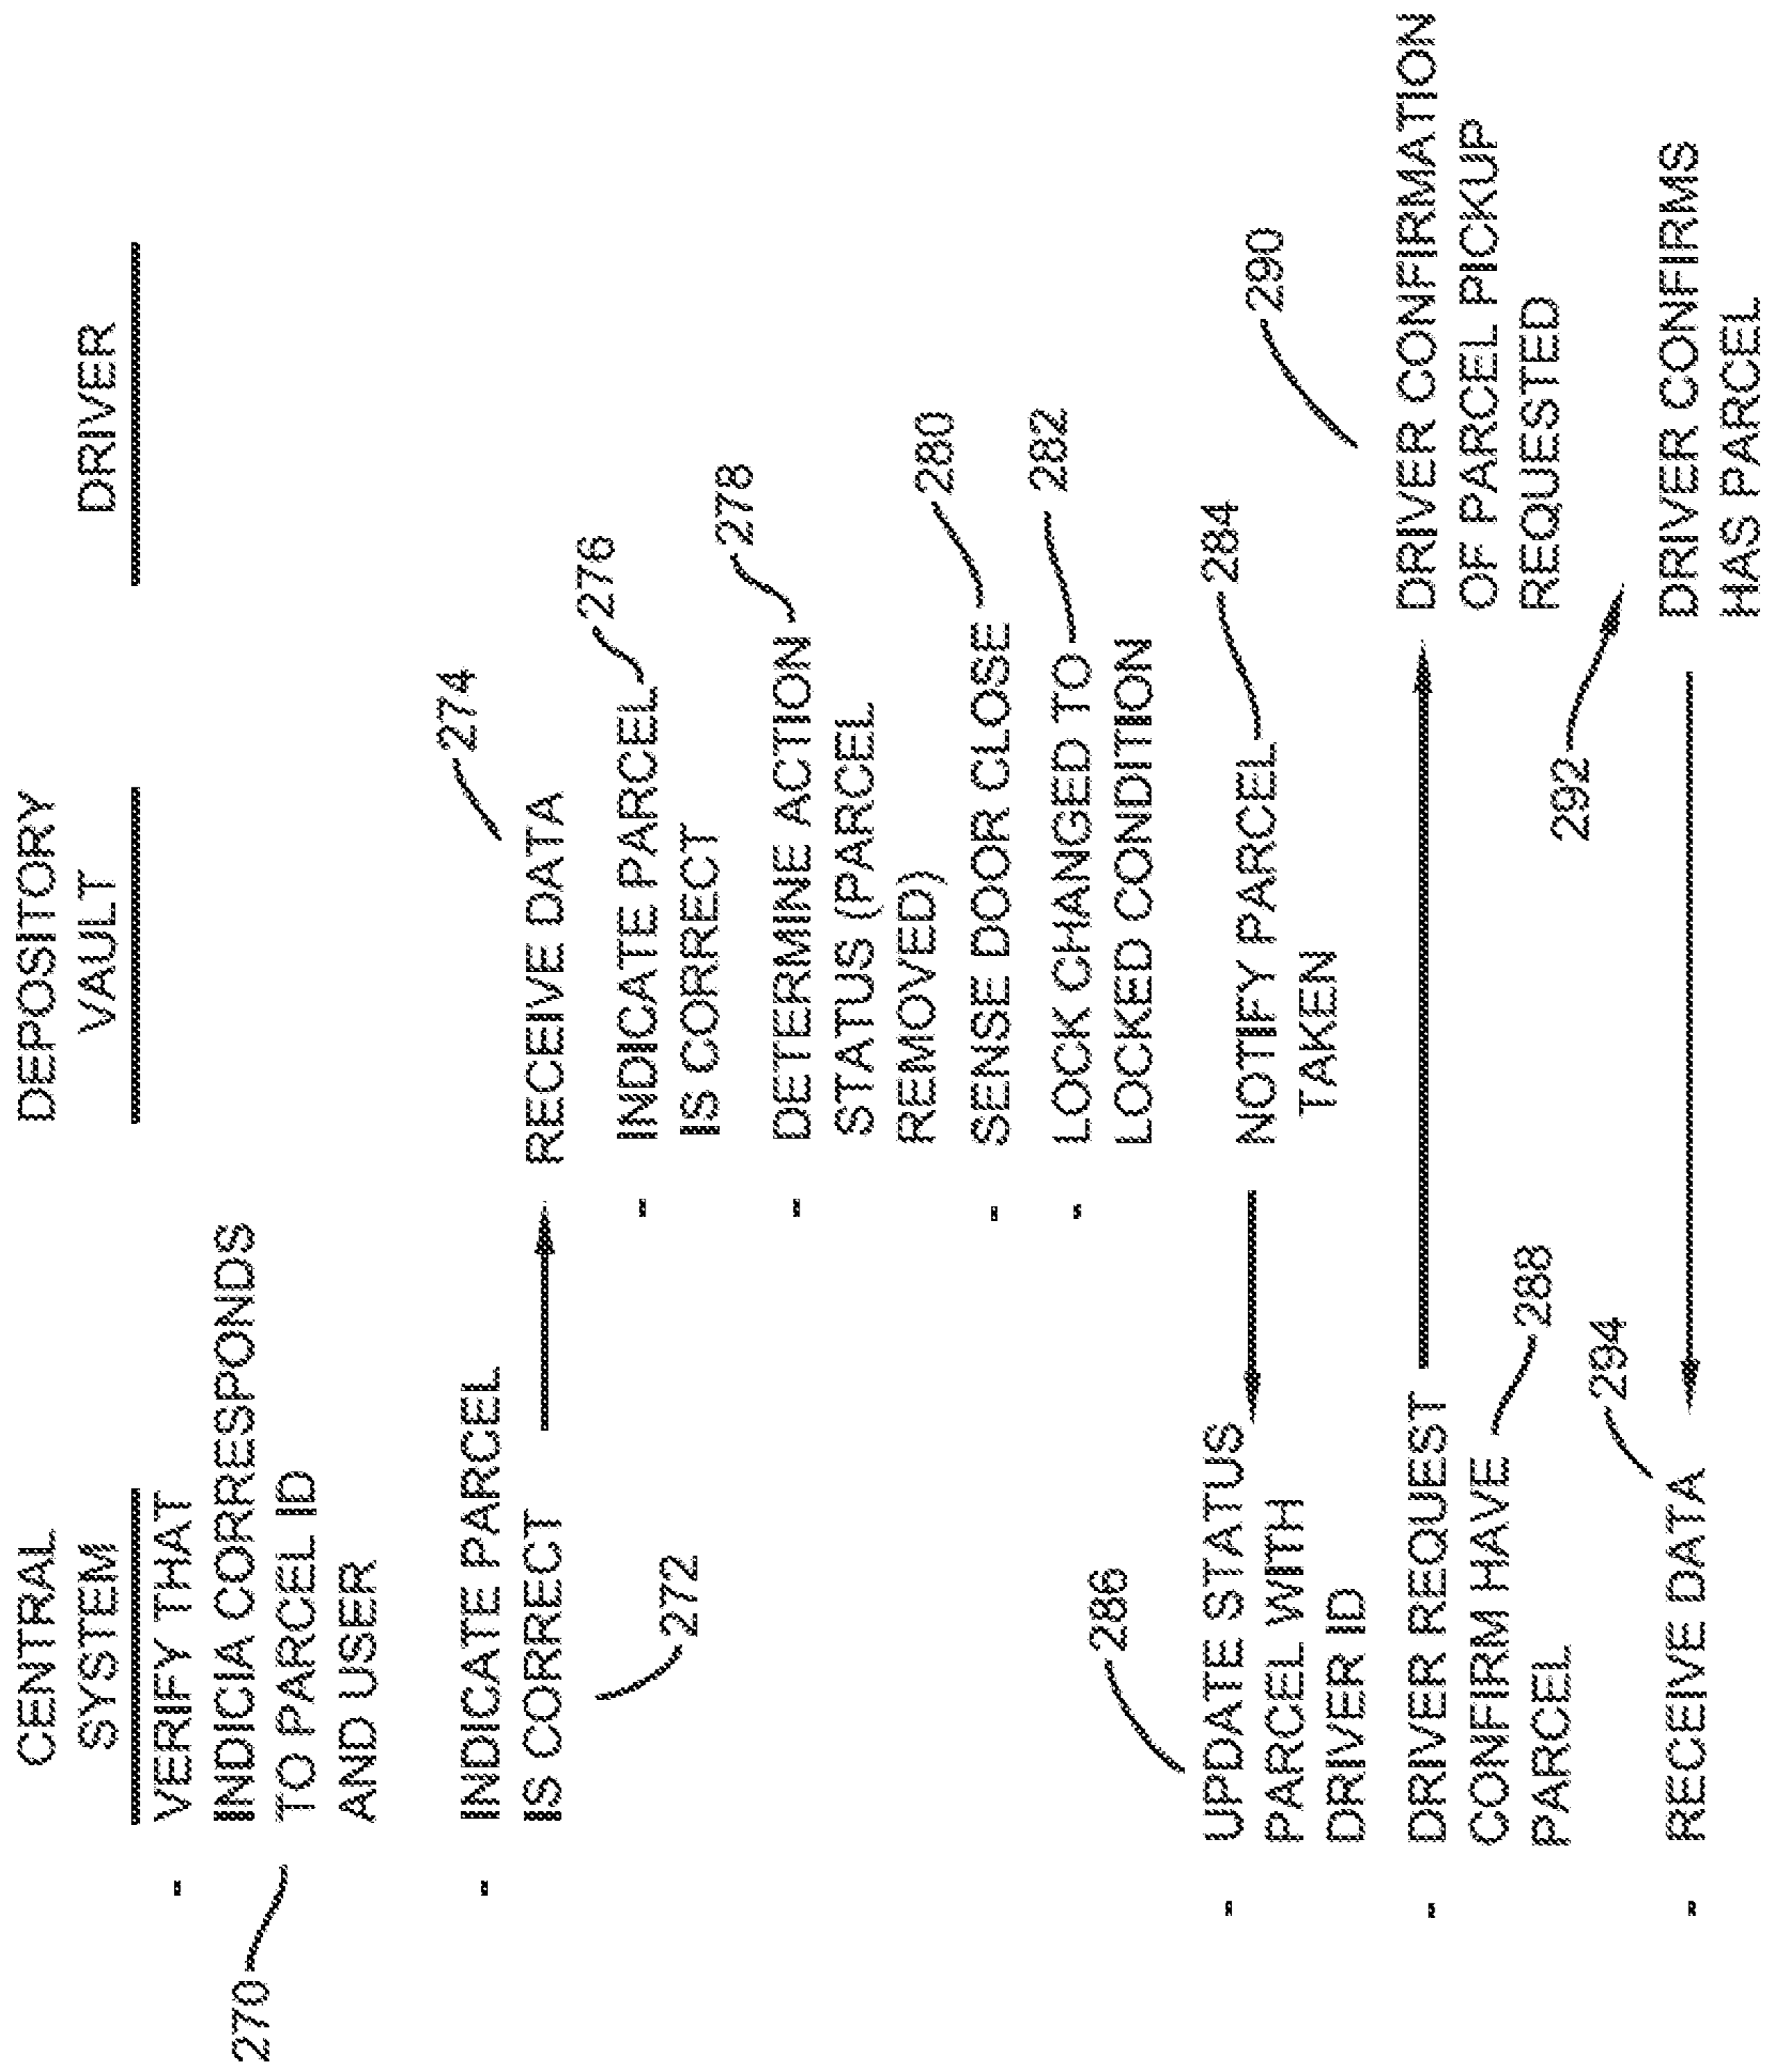 CENTRAL
SYSTEM
DEPOSITORY
VAULT
DRIVER
VERIFY THAT
INDICIA CORRESPONDS
TO PARCEL ID
AND USER
270
INDICATE PARCEL
IS CORRECT
272
RECEIVE DATA
274
INDICATE PARCEL
IS CORRECT
276
DETERMINE ACTION
STATUS (PARCEL
REMOVED)
278
SENSE DOOR CLOSE
280
LOCK CHANGED TO
LOCKED CONDITION
282
NOTIFY PARCEL
TAKEN
284
UPDATE STATUS
PARCEL WITH
DRIVER ID
286
DRIVER REQUEST
CONFIRM HAVE
PARCEL
288
DRIVER CONFIRMATION
OF PARCEL PICKUP
REQUESTED
290
292
DRIVER CONFIRMS
HAS PARCEL
RECEIVE DATA
294